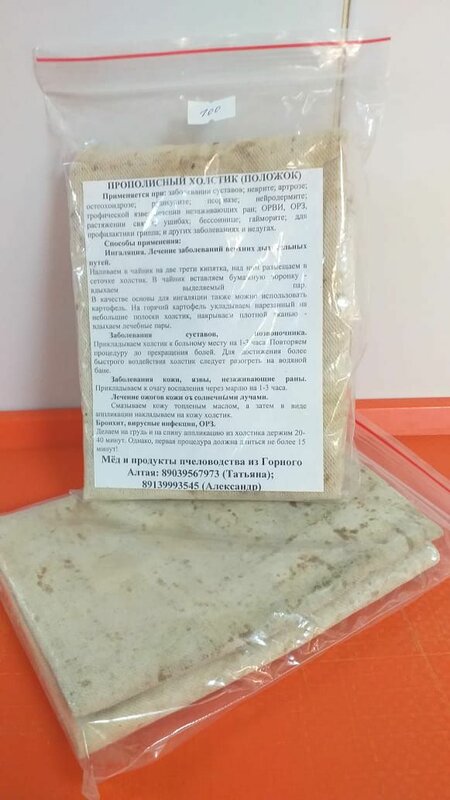 100
ПРОПОЛИСНЫЙ ХОЛСТИК (ПОЛОЖОК)
Применяется при: заболевании суставов; неврите; артрозе;
остеохондрозе; радикулите; псориазе; нейродермите;
трофической язве; лечении незаживающих ран; ОРВИ, ОРЗ,
растяжении связок; ушибах; бессоннице; гайморите; для
профилактики гриппа; и других заболеваниях и недугах.
Способы применения:
Ингаляция. Лечение заболеваний верхних дыхательных
путей.
Наливаем в чайник на две трети кипятка, над ним размещаем в
сеточке холстик. В чайник вставляем бумажную воронку -
вдыхаем выделяемый пар.
В качестве основы для ингаляции также можно использовать
картофель. На горячий картофель укладываем нарезанный на
небольшие полоски холстик, накрываем плотной тканью -
вдыхаем лечебные пары.
Заболевания суставов, позвоночника.
Прикладываем холстик к больному месту на 1-3 часа Повторяем
процедуру до прекращения болей. Для достижения более
быстрого воздействия холстик следует разогреть на водяной
бане.
Заболевания кожи, язвы, незаживающие раны.
Прикладываем к очагу воспаления через марлю на 1-3 часа.
Лечение ожогов кожи от солнечными лучами.
Смазываем кожу топленым маслом, а затем в виде
аппликации накладываем на кожу холстик.
Бронхит, вирусные инфекции, ОРЗ.
Делаем на грудь и на спину аппликацию из холстика держим 20-
40 минут. Однако, первая процедура должна длиться не более 15
минут!
Мёд и продукты пчеловодства из Горного
Алтая: 89039567973 (Татьяна);
89139993545 (Александр)